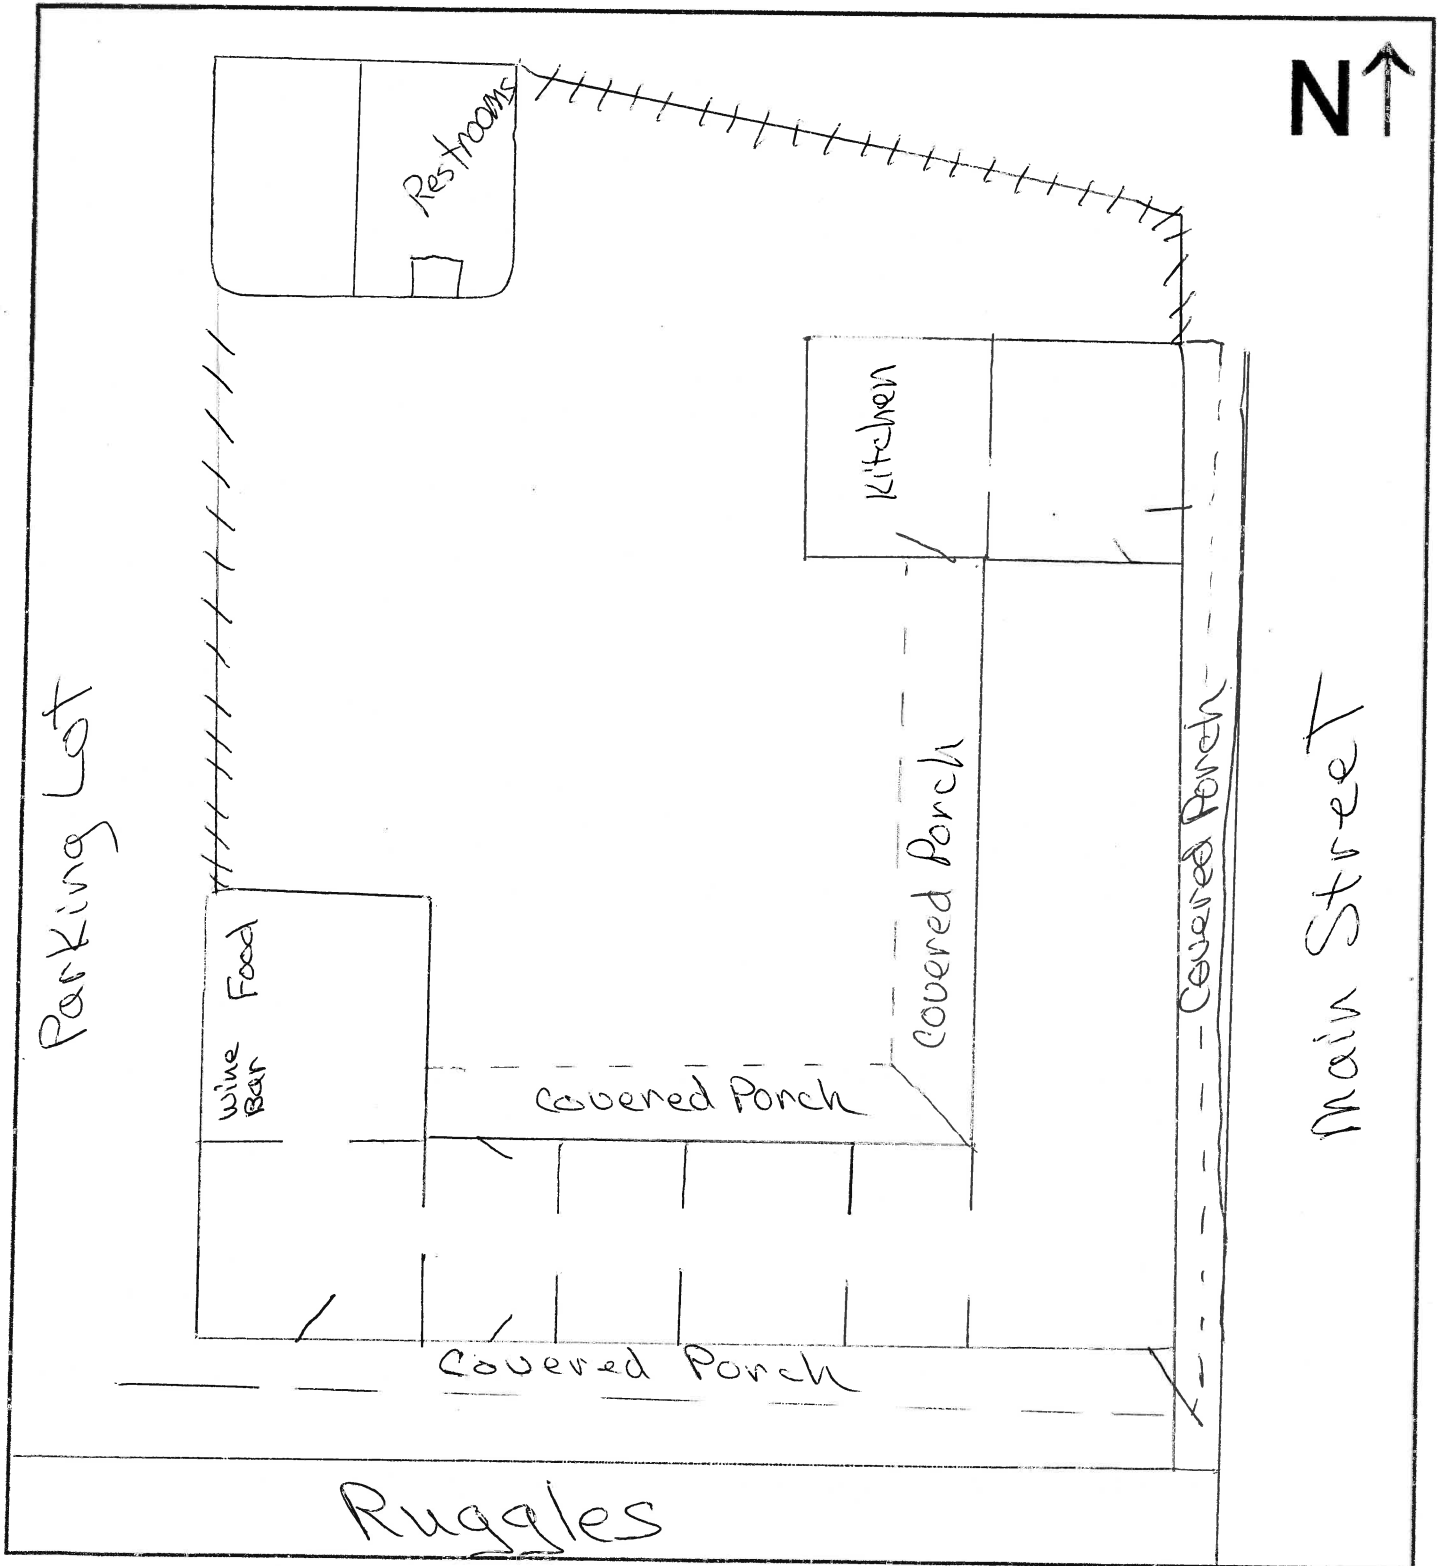 N
Restrooms
Kitchen
Parking Lot
Covered Porch
Covered Porch
Main Street
Food
Wine
Bar
Covered Porch
Covered Porch
Ruggles